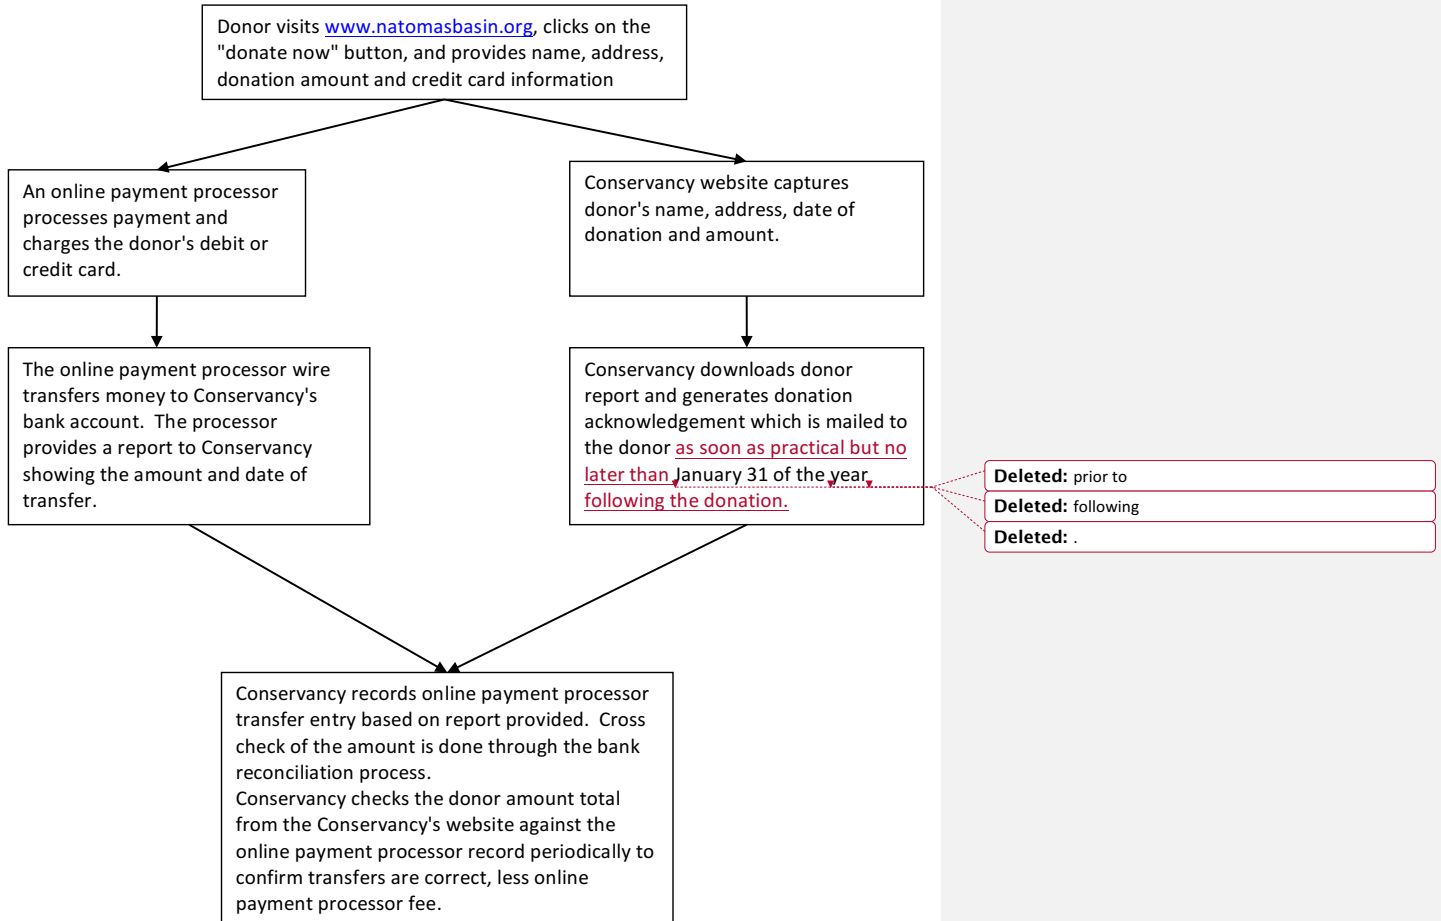 Donor visits www.natomasbasin.org, clicks on the
"donate now" button, and provides name, address,
donation amount and credit card information
An online payment processor
processes payment and
charges the donor's debit or
credit card.
Conservancy website captures
donor's name, address, date of
donation and amount.
The online payment processor wire
transfers money to Conservancy's
bank account.  The processor
provides a report to Conservancy
showing the amount and date of
transfer.
Conservancy downloads donor
report and generates donation
acknowledgement which is mailed to
the donor as soon as practical but no
later than January 31 of the year
following the donation.
Deleted: prior to
Deleted: following
Deleted: .
Conservancy records online payment processor
transfer entry based on report provided.  Cross
check of the amount is done through the bank
reconciliation process.
Conservancy checks the donor amount total
from the Conservancy's website against the
online payment processor record periodically to
confirm transfers are correct, less online
payment processor fee.